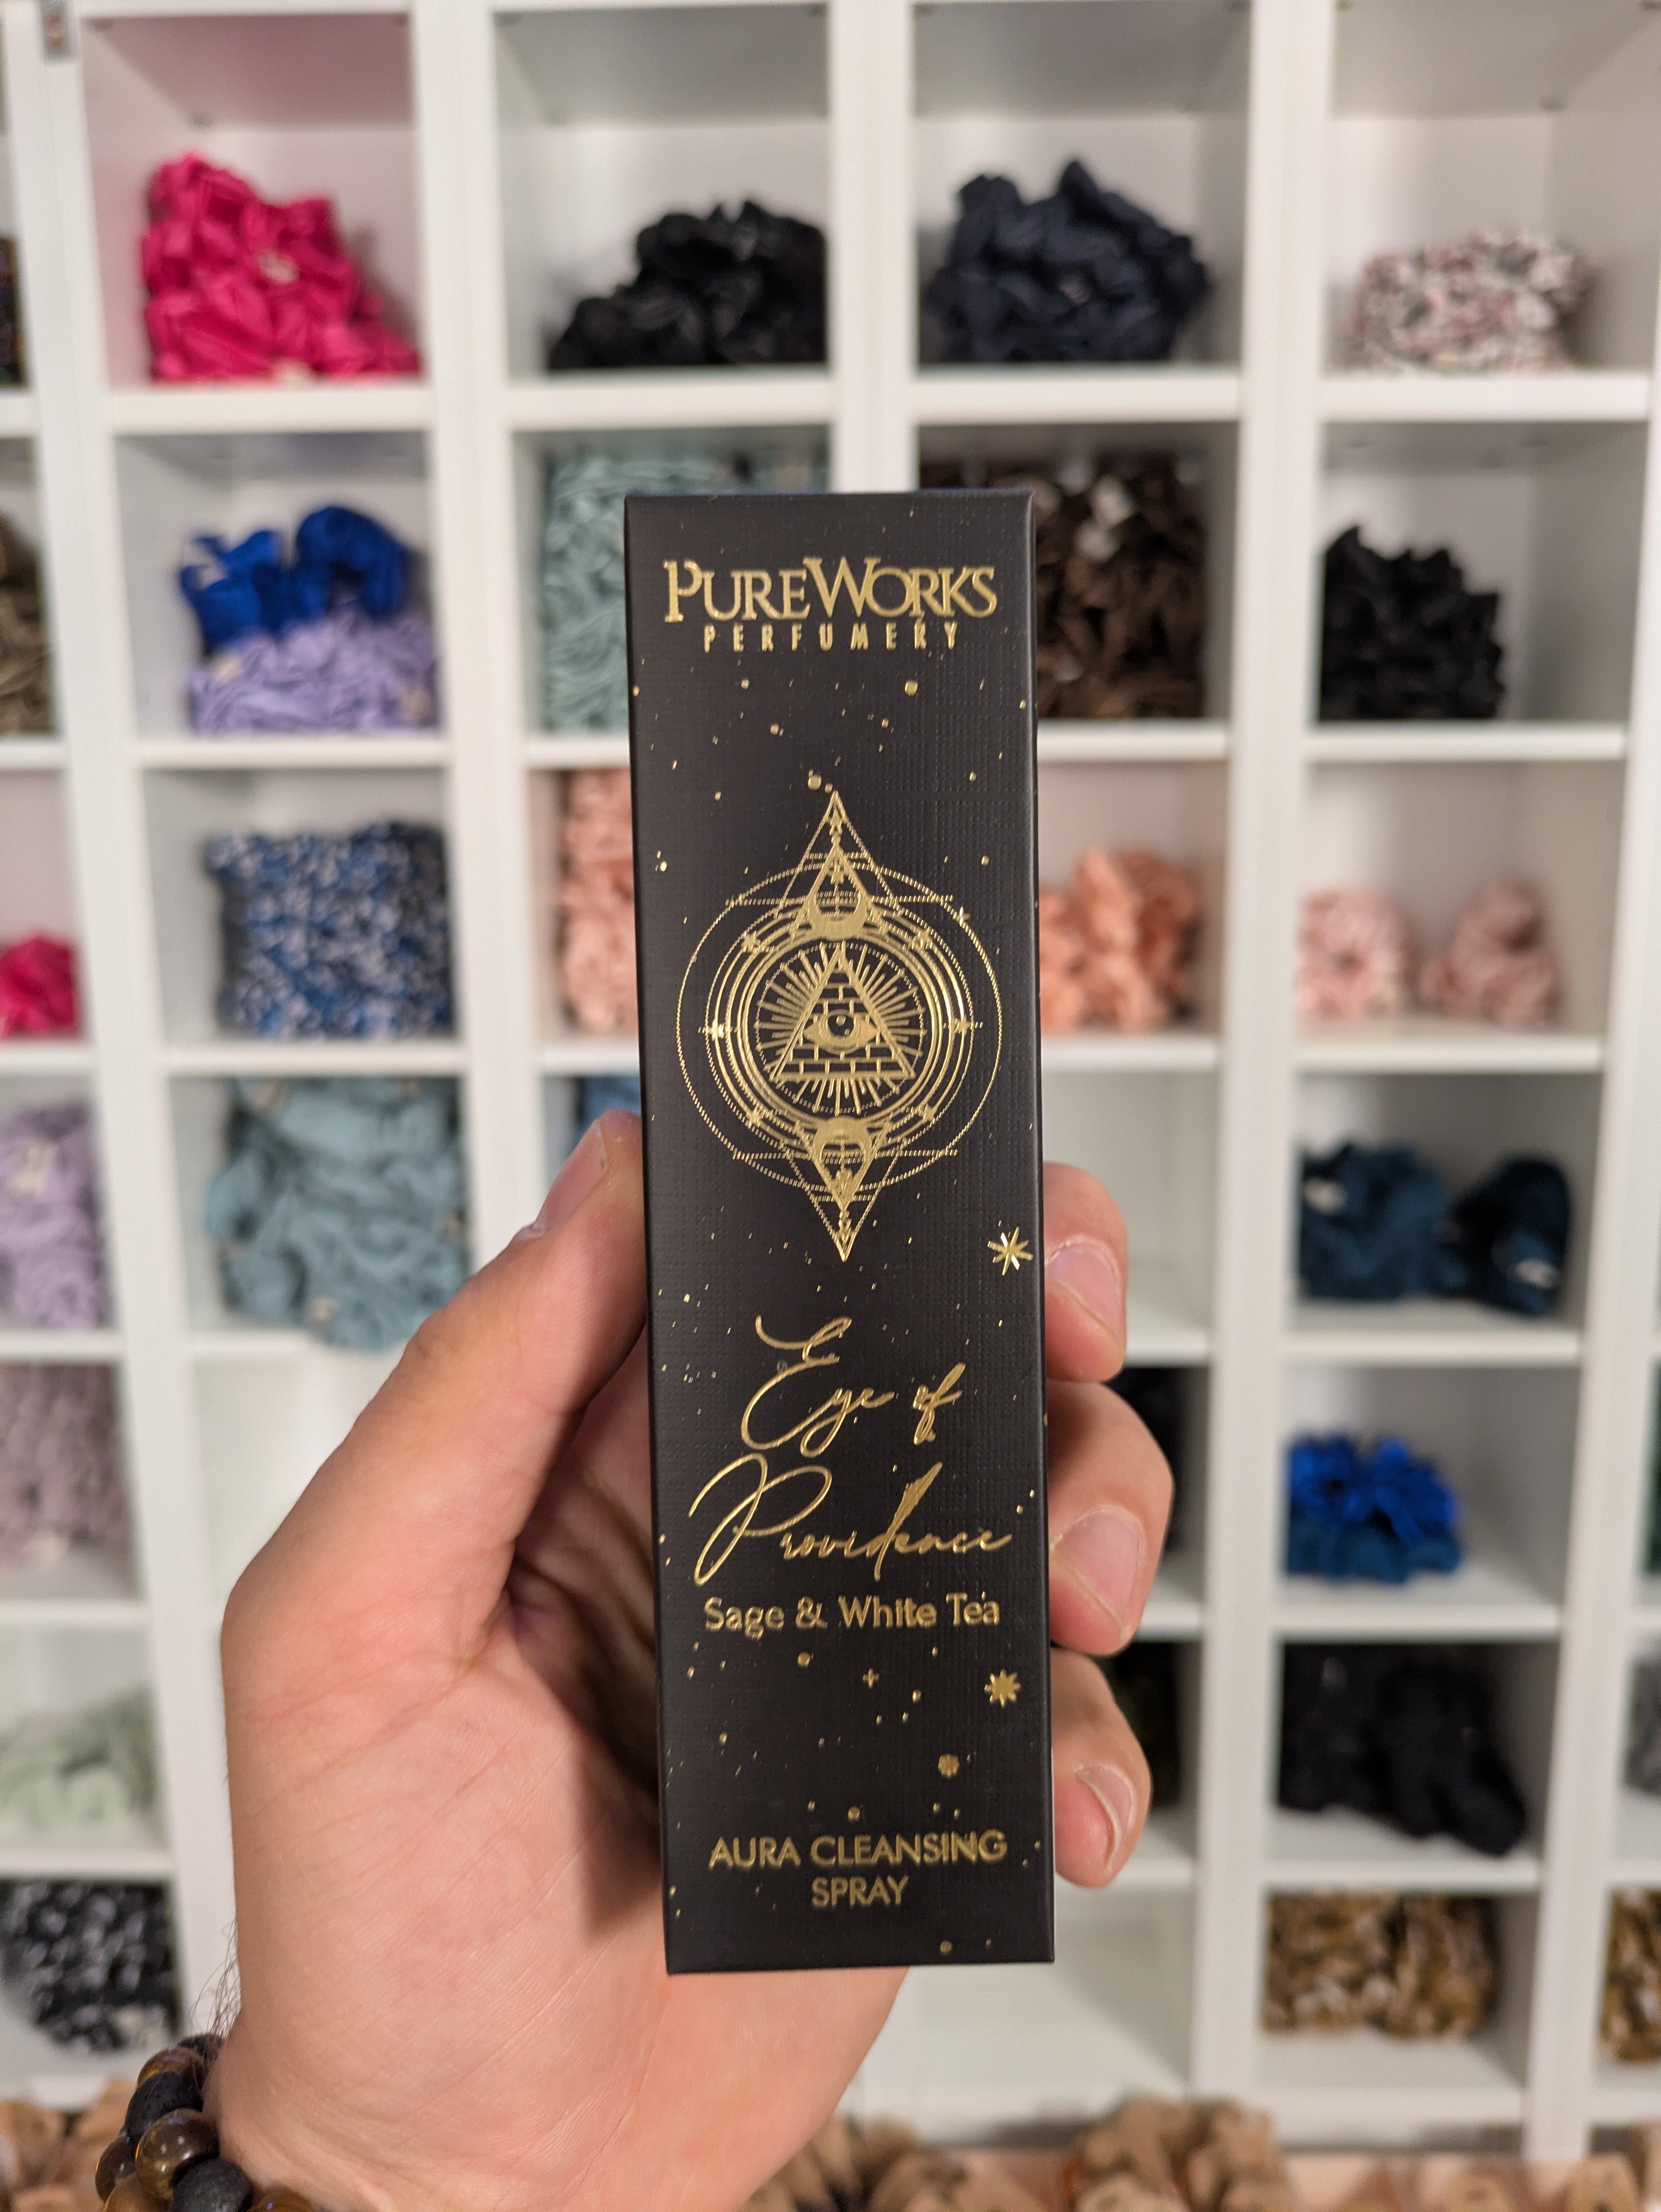 PUREWORKS
PERFUMERY
Eye of
Providence
Sage & White Tea
AURA CLEANSING
SPRAY